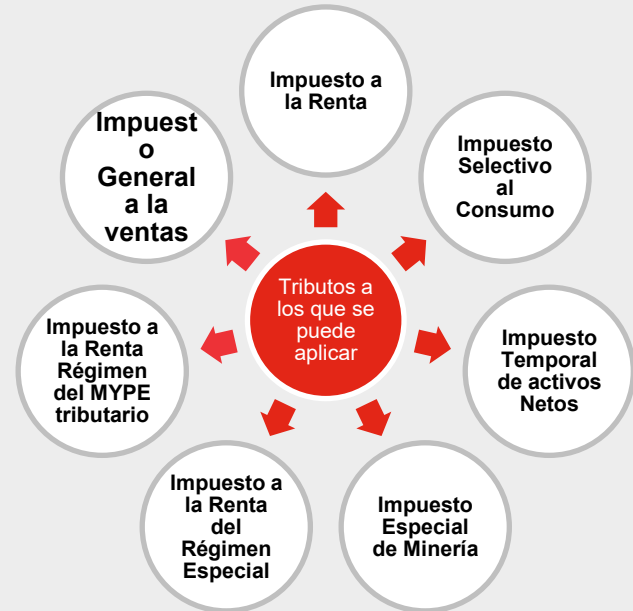 Impuesto a
la Renta
Impuesto
Selectivo
al
Consumo
Impuesto
Temporal
de activos
Netos
Impuesto
Especial
de Minería
Impuesto a
la Renta
del
Régimen
Especial
Impuesto a
la Renta
Régimen
del MYPE
tributario
Impuest
o
General
a la
ventas
Tributos a
los que se
puede
aplicar